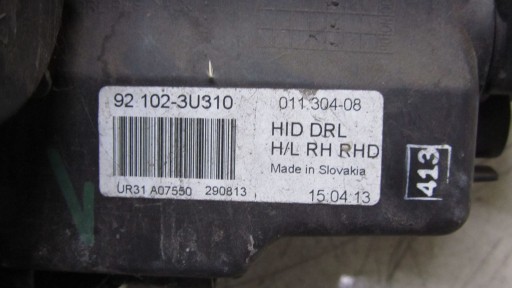 92 102-3U310 011.304-08
HID DRL
H/L RH RHD
Made in Slovakia
UR31 A07550 290813 15.04.13
413